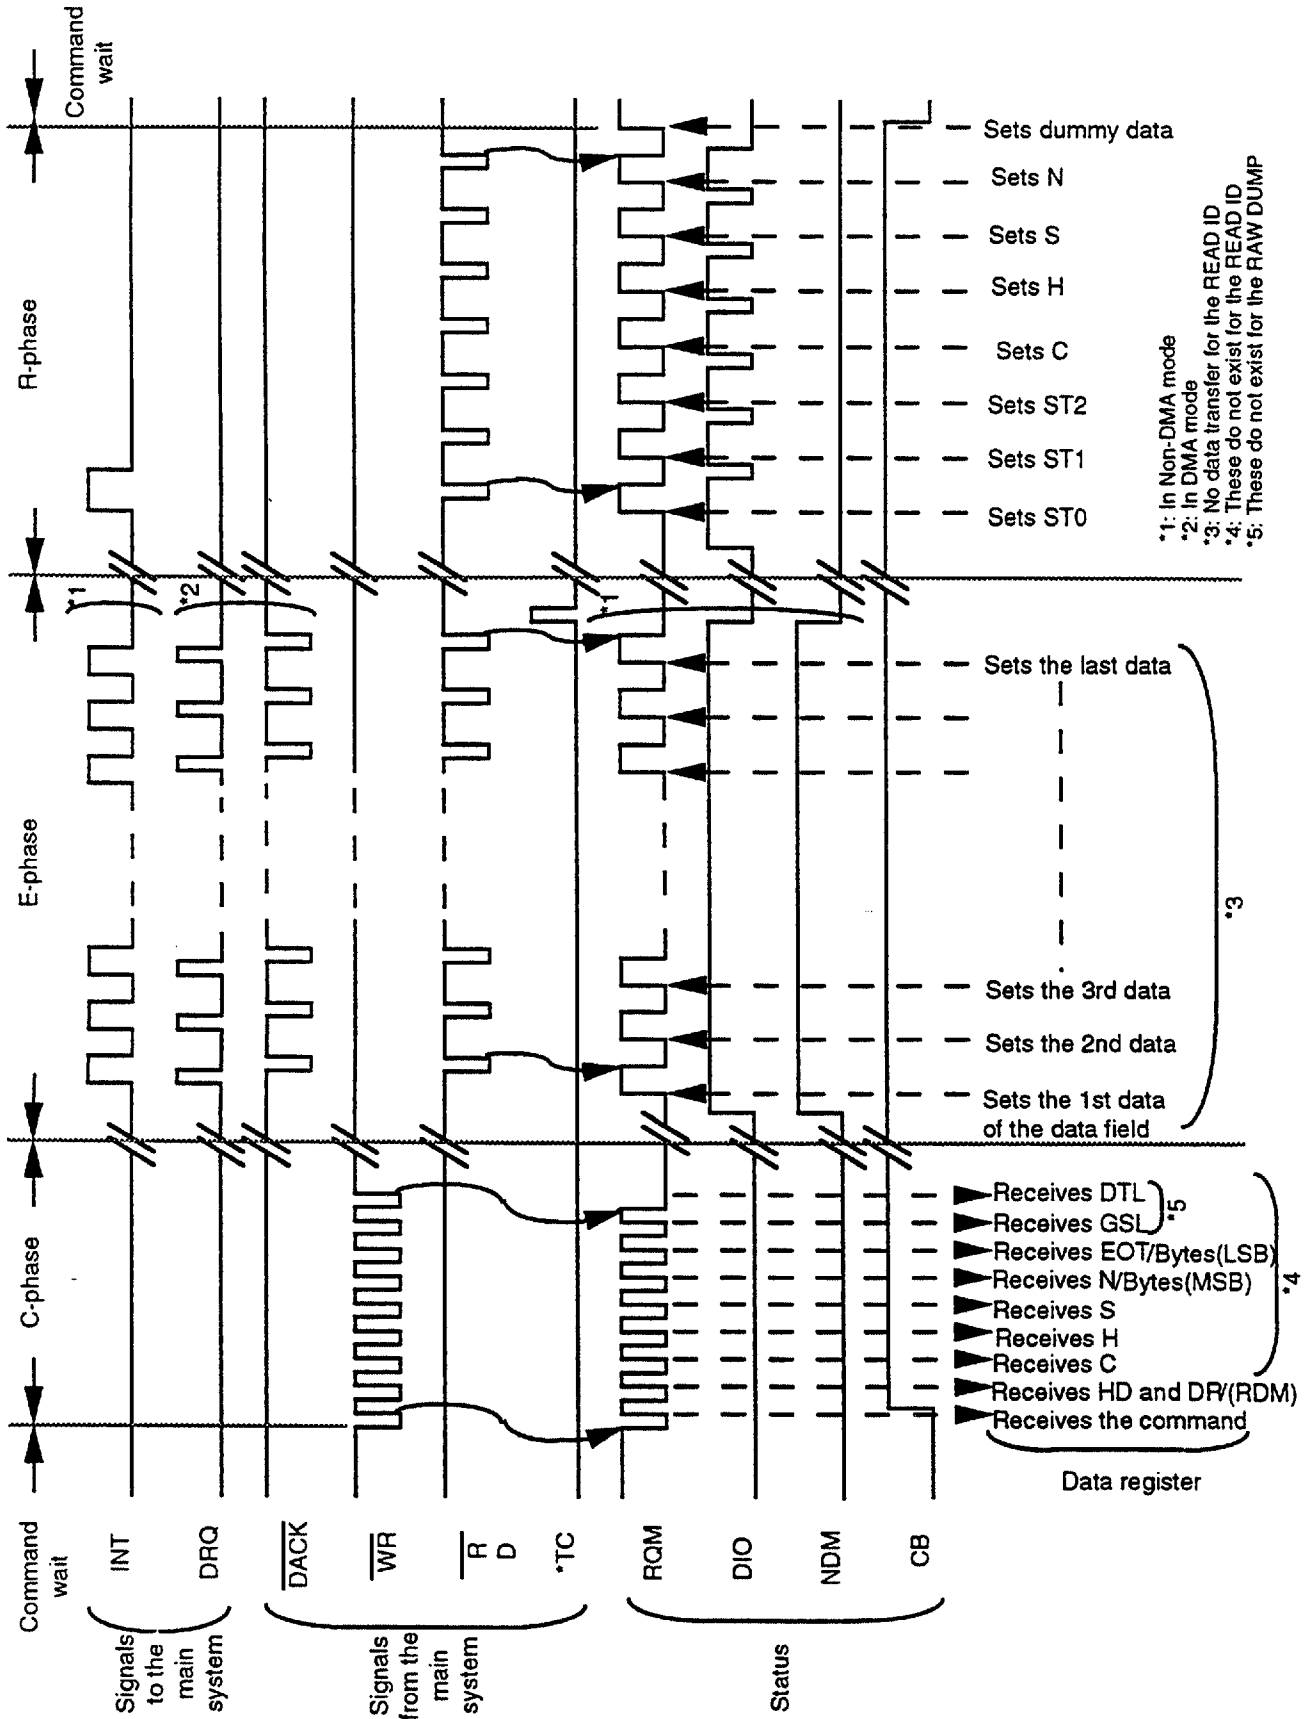 Command
wait
C-phase
E-phase
R-phase
Command
wait
Signals
to the
main
system
INT
DRQ
*1
*2
Signals
from the
main
system
DACK
WR
R
D
*TC
*1
Status
RQM
DIO
NDM
CB
Sets dummy data
Sets N
Sets S
Sets H
Sets C
Sets ST2
Sets ST1
Sets ST0
Sets the last data
Sets the 3rd data
Sets the 2nd data
Sets the 1st data
of the data field
*3
Receives DTL
Receives GSL
*5
Receives EOT/Bytes(LSB)
Receives N/Bytes(MSB)
Receives S
Receives H
Receives C
*4
Receives HD and DR/(RDM)
Receives the command
Data register
*1: In Non-DMA mode
*2: In DMA mode
*3: No data transfer for the READ ID
*4: These do not exist for the READ ID
*5: These do not exist for the RAW DUMP